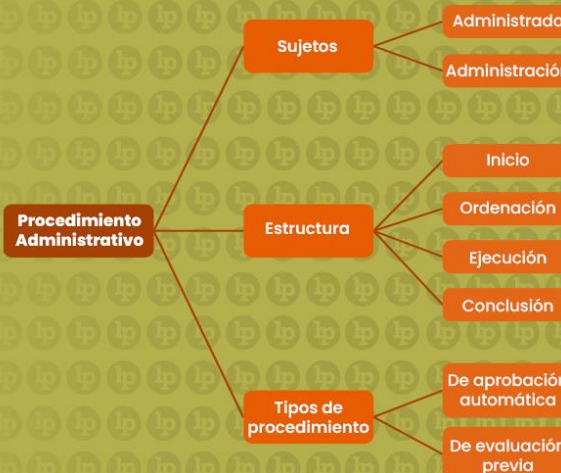 Procedimiento
Administrativo
Sujetos
Administrado
Administración
Estructura
Inicio
Ordenación
Ejecución
Conclusión
Tipos de
procedimiento
De aprobación
automática
De evaluación
previa